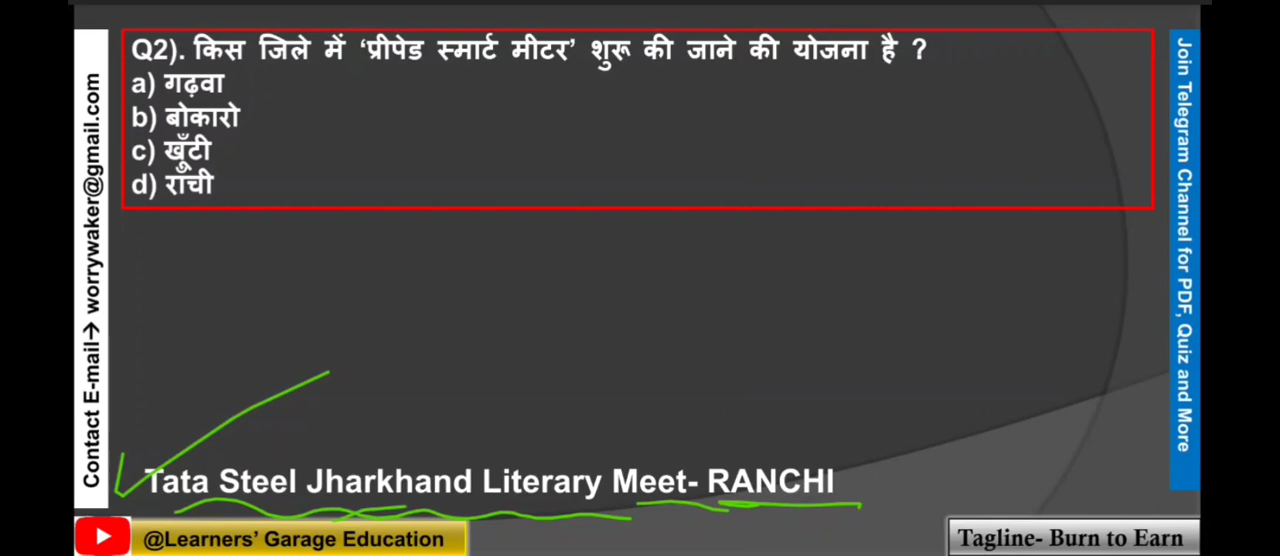 Q2). किस जिले में ‘प्रीपेड स्मार्ट मीटर’ शुरू की जाने की योजना है ?
a) गढ़वा
b) बोकारो
c) खूँटी
d) राँची
Tata Steel Jharkhand Literary Meet- RANCHI
@Learners’ Garage Education
Tagline- Burn to Earn
Contact E-mail→ worrywaker@gmail.com
Join Telegram Channel for PDF, Quiz and More